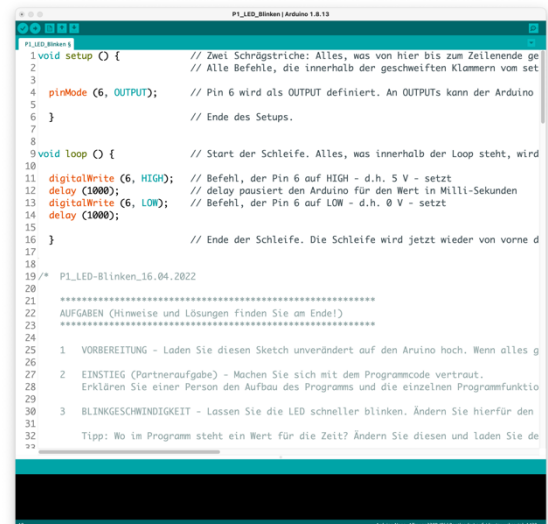 P1_LED_Blinken | Arduino 1.8.13
P1_LED_Blinken §
1 void setup () { // Zwei Schrägstriche: Alles, was von hier bis zum Zeilenende ge
2 // Alle Befehle, die innerhalb der geschweiften Klammern vom set
3
4 pinMode (6, OUTPUT); // Pin 6 wird als OUTPUT definiert. An OUTPUTs kann der Arduino
5
6 } // Ende des Setups.
7
8
9 void loop () { // Start der Schleife. Alles, was innerhalb der Loop steht, wird
10
11 digitalWrite (6, HIGH); // Befehl, der Pin 6 auf HIGH - d.h. 5 V - setzt
12 delay (1000); // delay pausiert den Arduino für den Wert in Milli-Sekunden
13 digitalWrite (6, LOW); // Befehl, der Pin 6 auf LOW - d.h. 0 V - setzt
14 delay (1000);
15
16 } // Ende der Schleife. Die Schleife wird jetzt wieder von vorne d
17
18
19 /* P1_LED-Blinken_16.04.2022
20
21 **********************************************************
22 AUFGABEN (Hinweise und Lösungen finden Sie am Ende!)
23 **********************************************************
24
25 1 VORBEREITUNG - Laden Sie diesen Sketch unverändert auf den Aruino hoch. Wenn alles g
26
27 2 EINSTIEG (Partneraufgabe) - Machen Sie sich mit dem Programmcode vertraut.
28 Erklären Sie einer Person den Aufbau des Programms und die einzelnen Programmfunktio
29
30 3 BLINKGESCHWINDIGKEIT - Lassen Sie die LED schneller blinken. Ändern Sie hierfür den
31
32 Tipp: Wo im Programm steht ein Wert für die Zeit? Ändern Sie diesen und laden Sie de